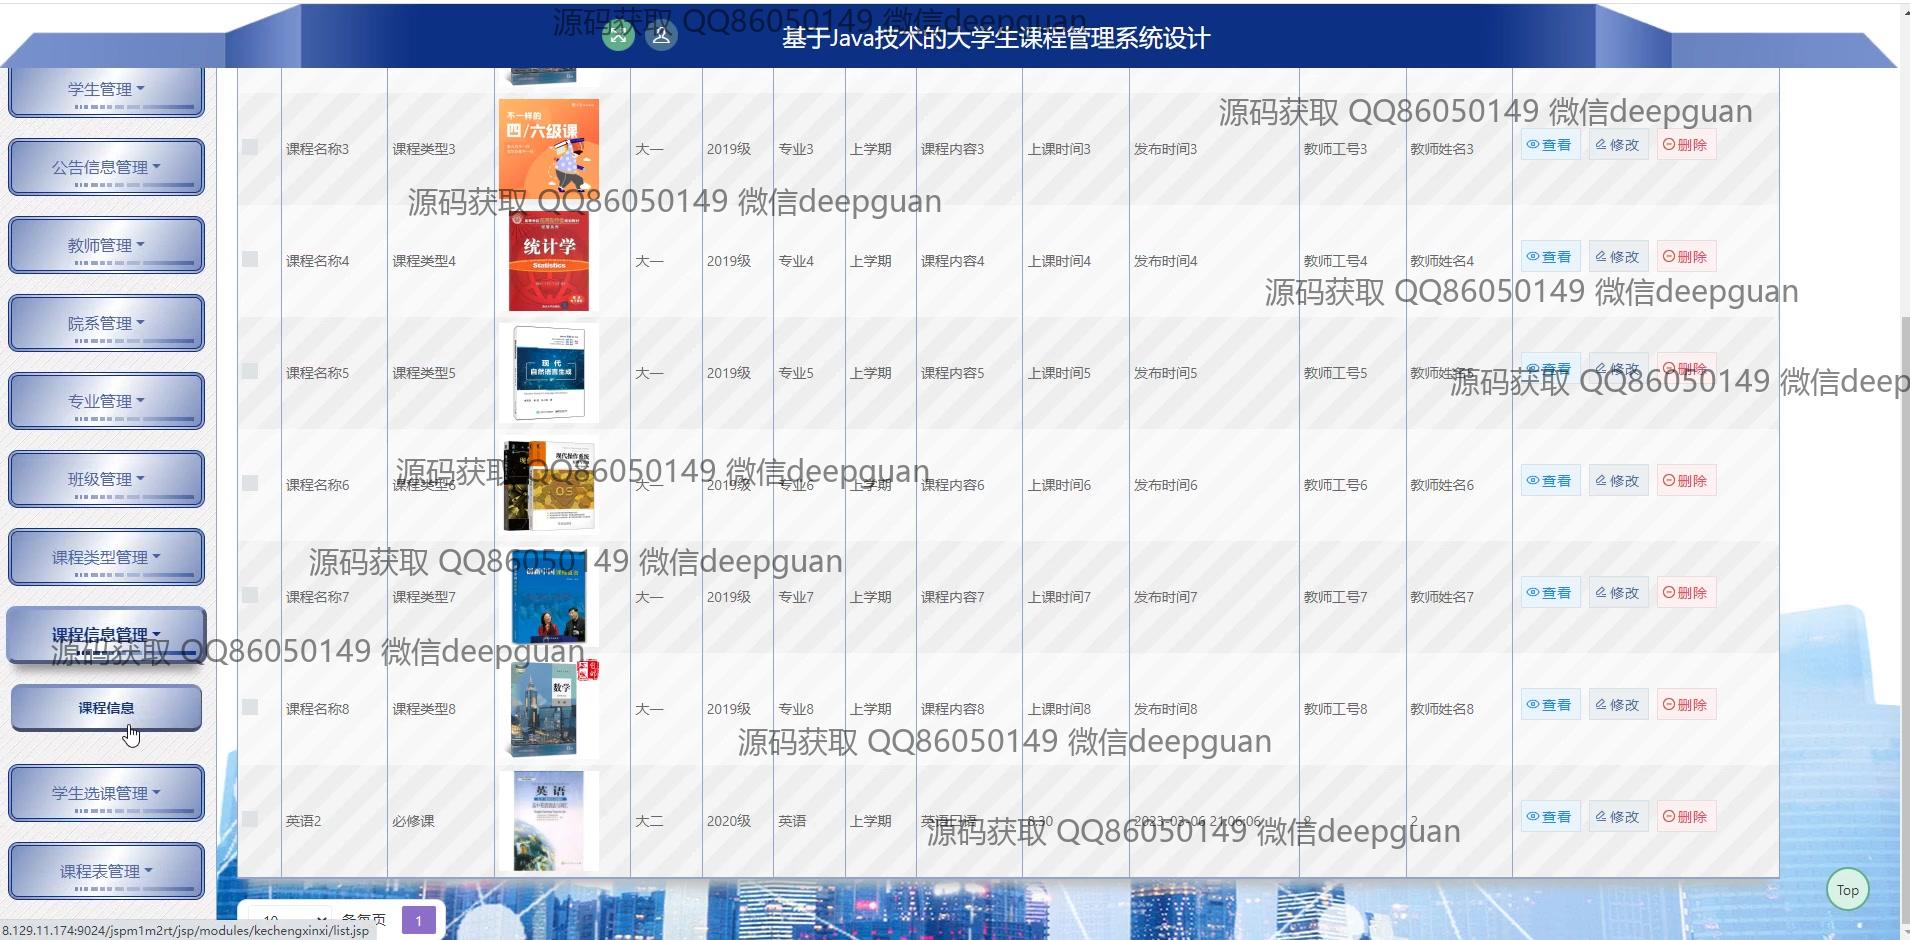 源码获取 QQ86050149 微信deepguan
基于Java技术的大学生课程管理系统设计
学生管理
公告信息管理
教师管理
院系管理
专业管理
班级管理
课程类型管理
课程信息管理
课程信息
学生选课管理
课程表管理
源码获取 QQ86050149 微信deepguan
不一样的
四/六级课
课程名称3 课程类型3 大一 2019级 专业3 上学期 课程内容3 上课时间3 发布时间3 教师工号3 教师姓名3 查看 修改 删除
源码获取 QQ86050149 微信deepguan
统计学
Statistics
课程名称4 课程类型4 大一 2019级 专业4 上学期 课程内容4 上课时间4 发布时间4 教师工号4 教师姓名4 查看 修改 删除
源码获取 QQ86050149 微信deepguan
现代
自然语言生成
课程名称5 课程类型5 大一 2019级 专业5 上学期 课程内容5 上课时间5 发布时间5 教师工号5 教师姓名5 查看 修改 删除
源码获取 QQ86050149 微信deep
现代操作系统
OS
源码获取 QQ86050149 微信deepguan
课程名称6 课程类型6 大一 2019级 专业6 上学期 课程内容6 上课时间6 发布时间6 教师工号6 教师姓名6 查看 修改 删除
源码获取 QQ86050149 微信deepguan
课程名称7 课程类型7 大一 2019级 专业7 上学期 课程内容7 上课时间7 发布时间7 教师工号7 教师姓名7 查看 修改 删除
源码获取 QQ86050149 微信deepguan
数学
课程名称8 课程类型8 大一 2019级 专业8 上学期 课程内容8 上课时间8 发布时间8 教师工号8 教师姓名8 查看 修改 删除
源码获取 QQ86050149 微信deepguan
英语
英语2 必修课 大二 2020级 英语 上学期 英语口语 8.30 2023-03-06 21:06:06 2 2 查看 修改 删除
源码获取 QQ86050149 微信deepguan
Top
10 条每页 1
8.129.11.174:9024/jspm1m2rt/jsp/modules/kechengxinxi/list.jsp